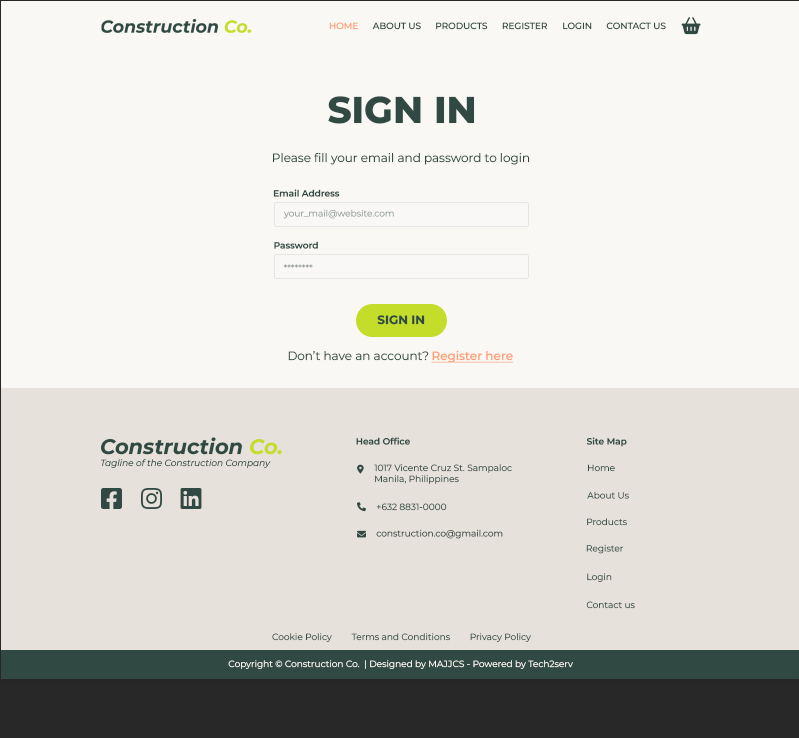 Construction Co.
HOME ABOUT US PRODUCTS REGISTER LOGIN CONTACT US
SIGN IN
Please fill your email and password to login
Email Address
your_mail@website.com
Password
********
SIGN IN
Don't have an account? Register here
Construction Co.
Tagline of the Construction Company
Head Office
1017 Vicente Cruz St. Sampaloc
Manila, Philippines
+632 8831-0000
construction.co@gmail.com
Site Map
Home
About Us
Products
Register
Login
Contact us
Cookie Policy Terms and Conditions Privacy Policy
Copyright © Construction Co. | Designed by MAJJCS - Powered by Tech2serv